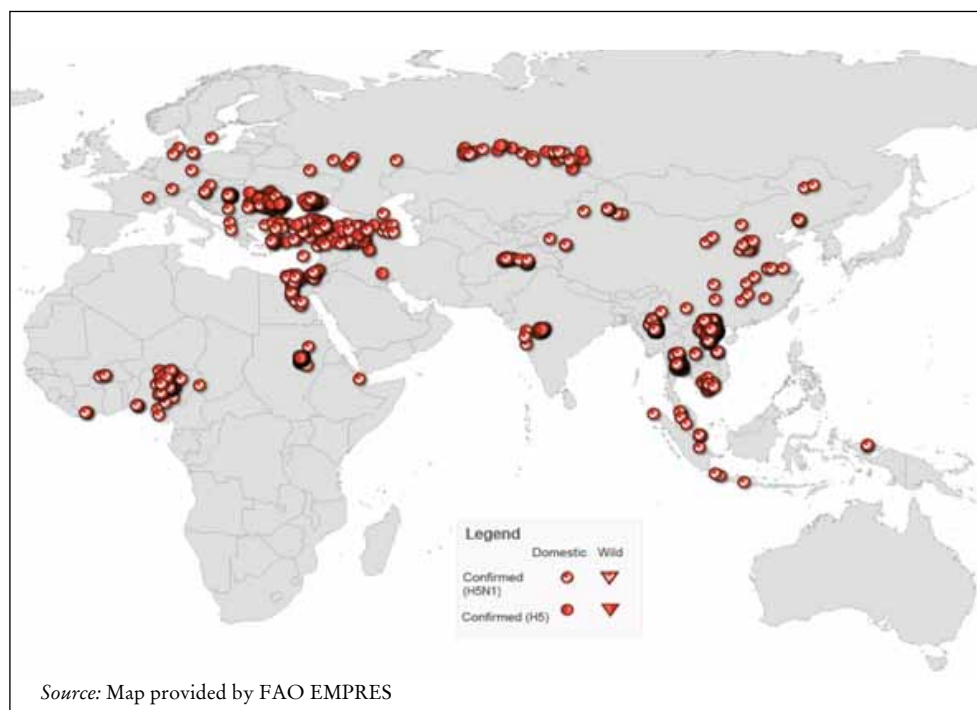 Legend
Domestic Wild
Confirmed
(H5N1)
Confirmed (H5)
Source: Map provided by FAO EMPRES